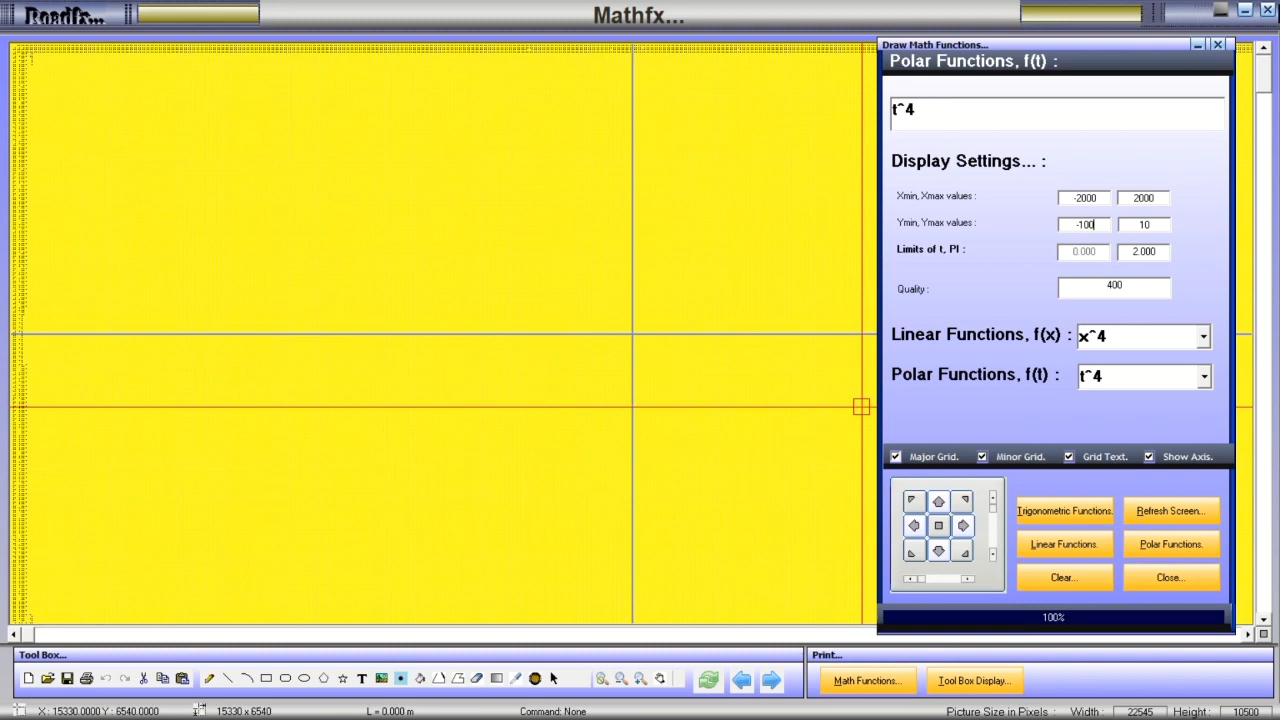 Roadfx...
Mathfx...
Draw Math Functions...
Polar Functions, f(t) :
t^4
Display Settings... :
Xmin, Xmax values : -2000 2000
Ymin, Ymax values : -100 10
Limits of t, PI : 0.000 2.000
Quality : 400
Linear Functions, f(x) : x^4
Polar Functions, f(t) : t^4
Major Grid. Minor Grid. Grid Text. Show Axis.
Trigonometric Functions. Refresh Screen...
Linear Functions. Polar Functions.
Clear... Close...
100%
Tool Box... Print...
T Math Functions... Tool Box Display...
X : 15330.0000 Y : 6540.0000 15330 x 6540 L = 0.000 m Command: None Picture Size in Pixels : Width : 22545 Height : 10500